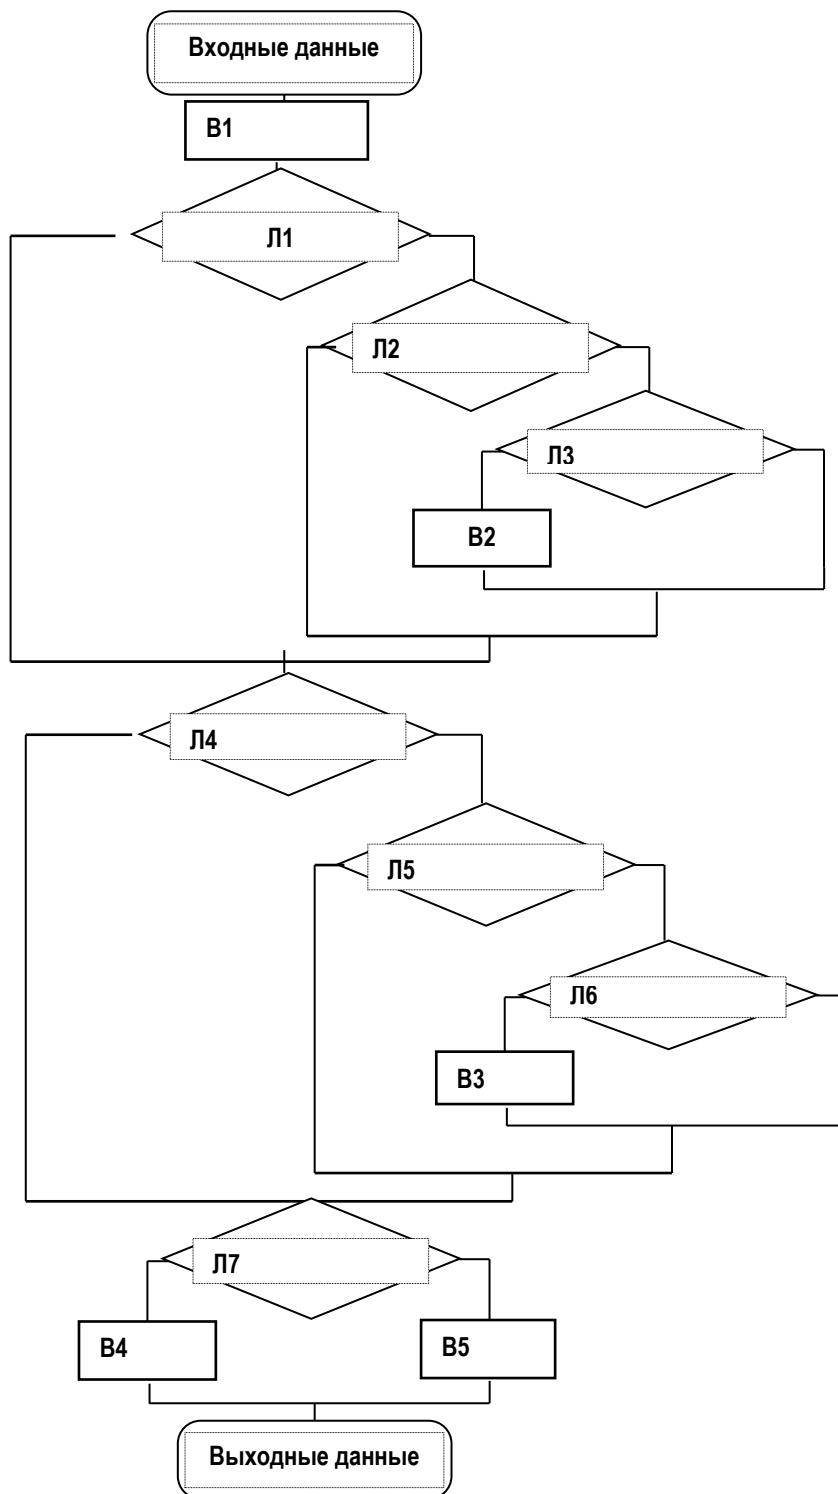 Входные данные
В1
Л1
Л2
Л3
В2
Л4
Л5
Л6
В3
Л7
В4
В5
Выходные данные